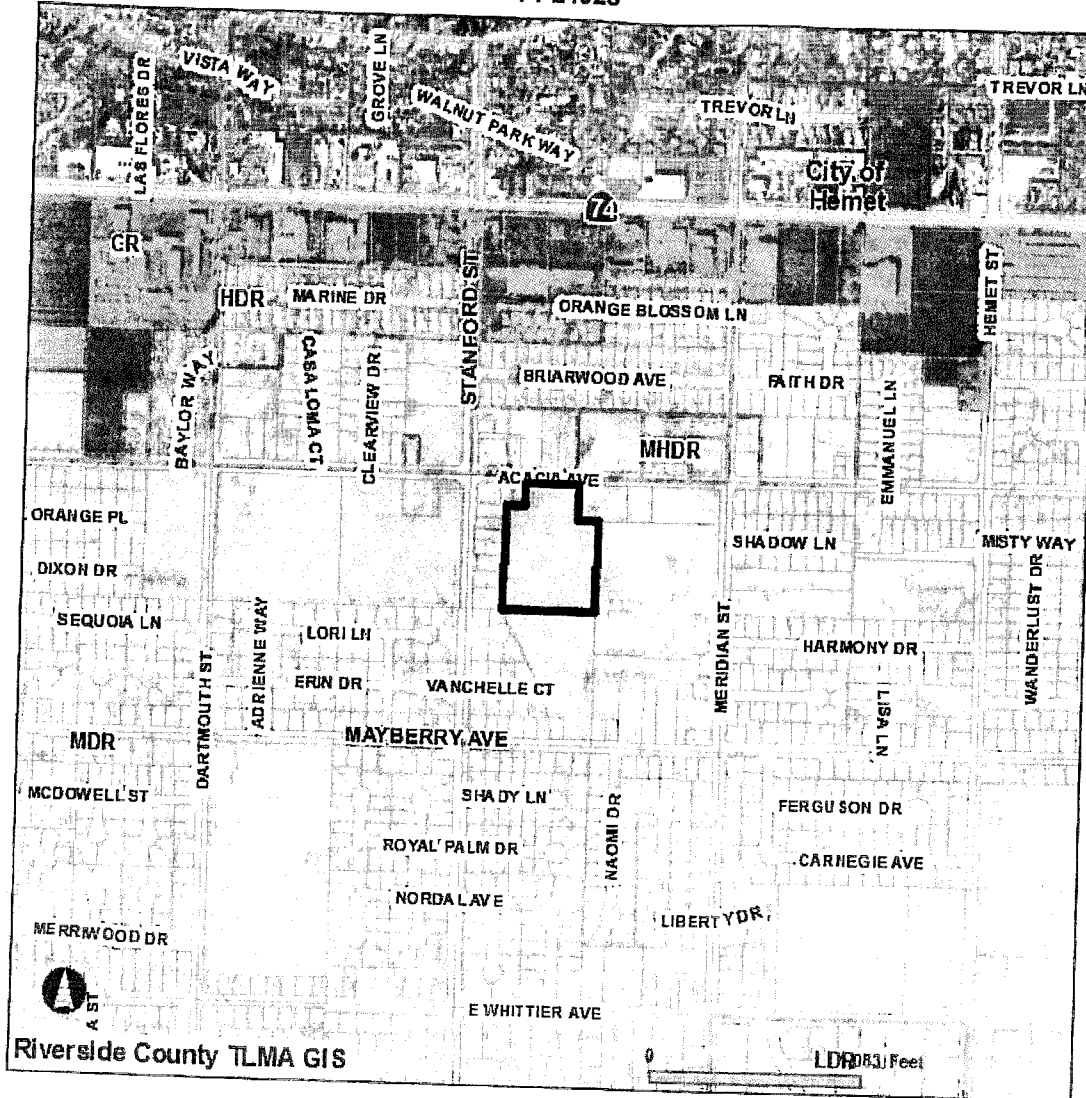 VISTA WAY
LAS FLORES DR
GROVE LN
WALNUT PARK WAY
TREVOR LN
TREVOR LN
City of
Hemet
74
CR
HEMET ST
STANFORD ST
HDR
MARINE DR
ORANGE BLOSSOM LN
BAYLOR WAY
CASA LOMA CT
CLEARVIEW DR
BRIARWOOD AVE
FAITH DR
EMMANUEL LN
MHDR
ACACIA AVE
ORANGE PL
SHADOW LN
MISTY WAY
DIXON DR
SEQUOIA LN
ADRIENNE WAY
LORI LN
MERIDIAN ST
HARMONY DR
WANDERLUST DR
DARTMOUTH ST
ERIN DR
VANCHELLE CT
LISA LN
MDR
MAYBERRY AVE
MCDOWELL ST
SHADY LN
NAOMI DR
FERGUSON DR
ROYAL PALM DR
CARNEGIE AVE
NORDAL AVE
LIBERTY DR
MERRIWOOD DR
A ST
E WHITTIER AVE
Riverside County TLMA GIS
0
LDR
Feet